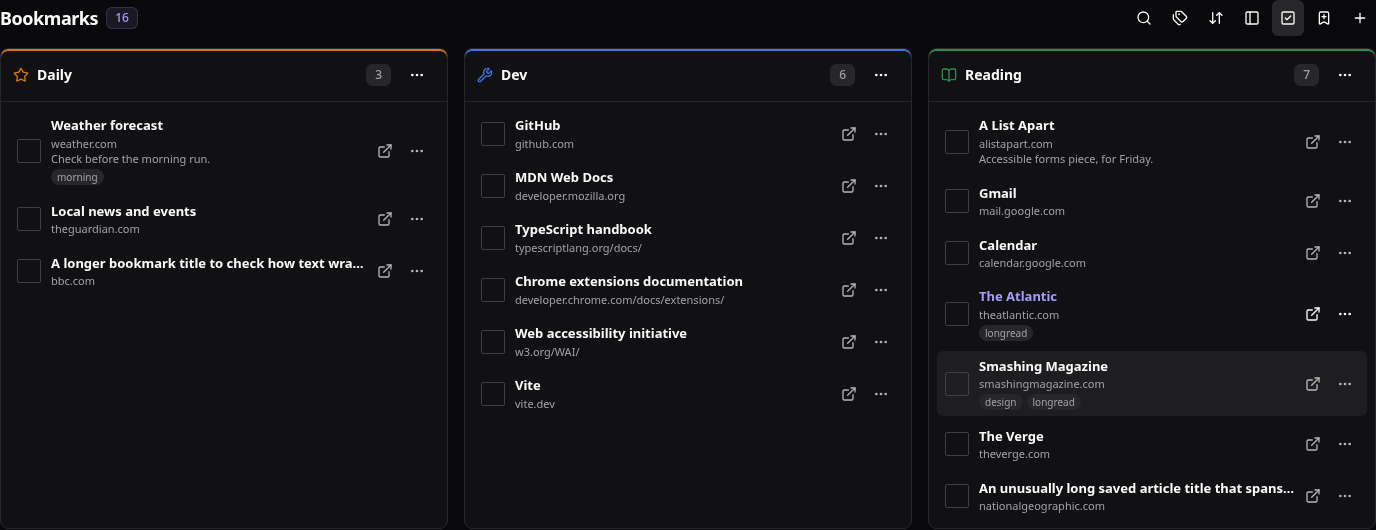 Bookmarks 16
Daily 3
Weather forecast
weather.com
Check before the morning run.
morning
Local news and events
theguardian.com
A longer bookmark title to check how text wra...
bbc.com
Dev 6
GitHub
github.com
MDN Web Docs
developer.mozilla.org
TypeScript handbook
typescriptlang.org/docs/
Chrome extensions documentation
developer.chrome.com/docs/extensions/
Web accessibility initiative
w3.org/WAI/
Vite
vite.dev
Reading 7
A List Apart
alistapart.com
Accessible forms piece, for Friday.
Gmail
mail.google.com
Calendar
calendar.google.com
The Atlantic
theatlantic.com
longread
Smashing Magazine
smashingmagazine.com
design longread
The Verge
theverge.com
An unusually long saved article title that spans...
nationalgeographic.com